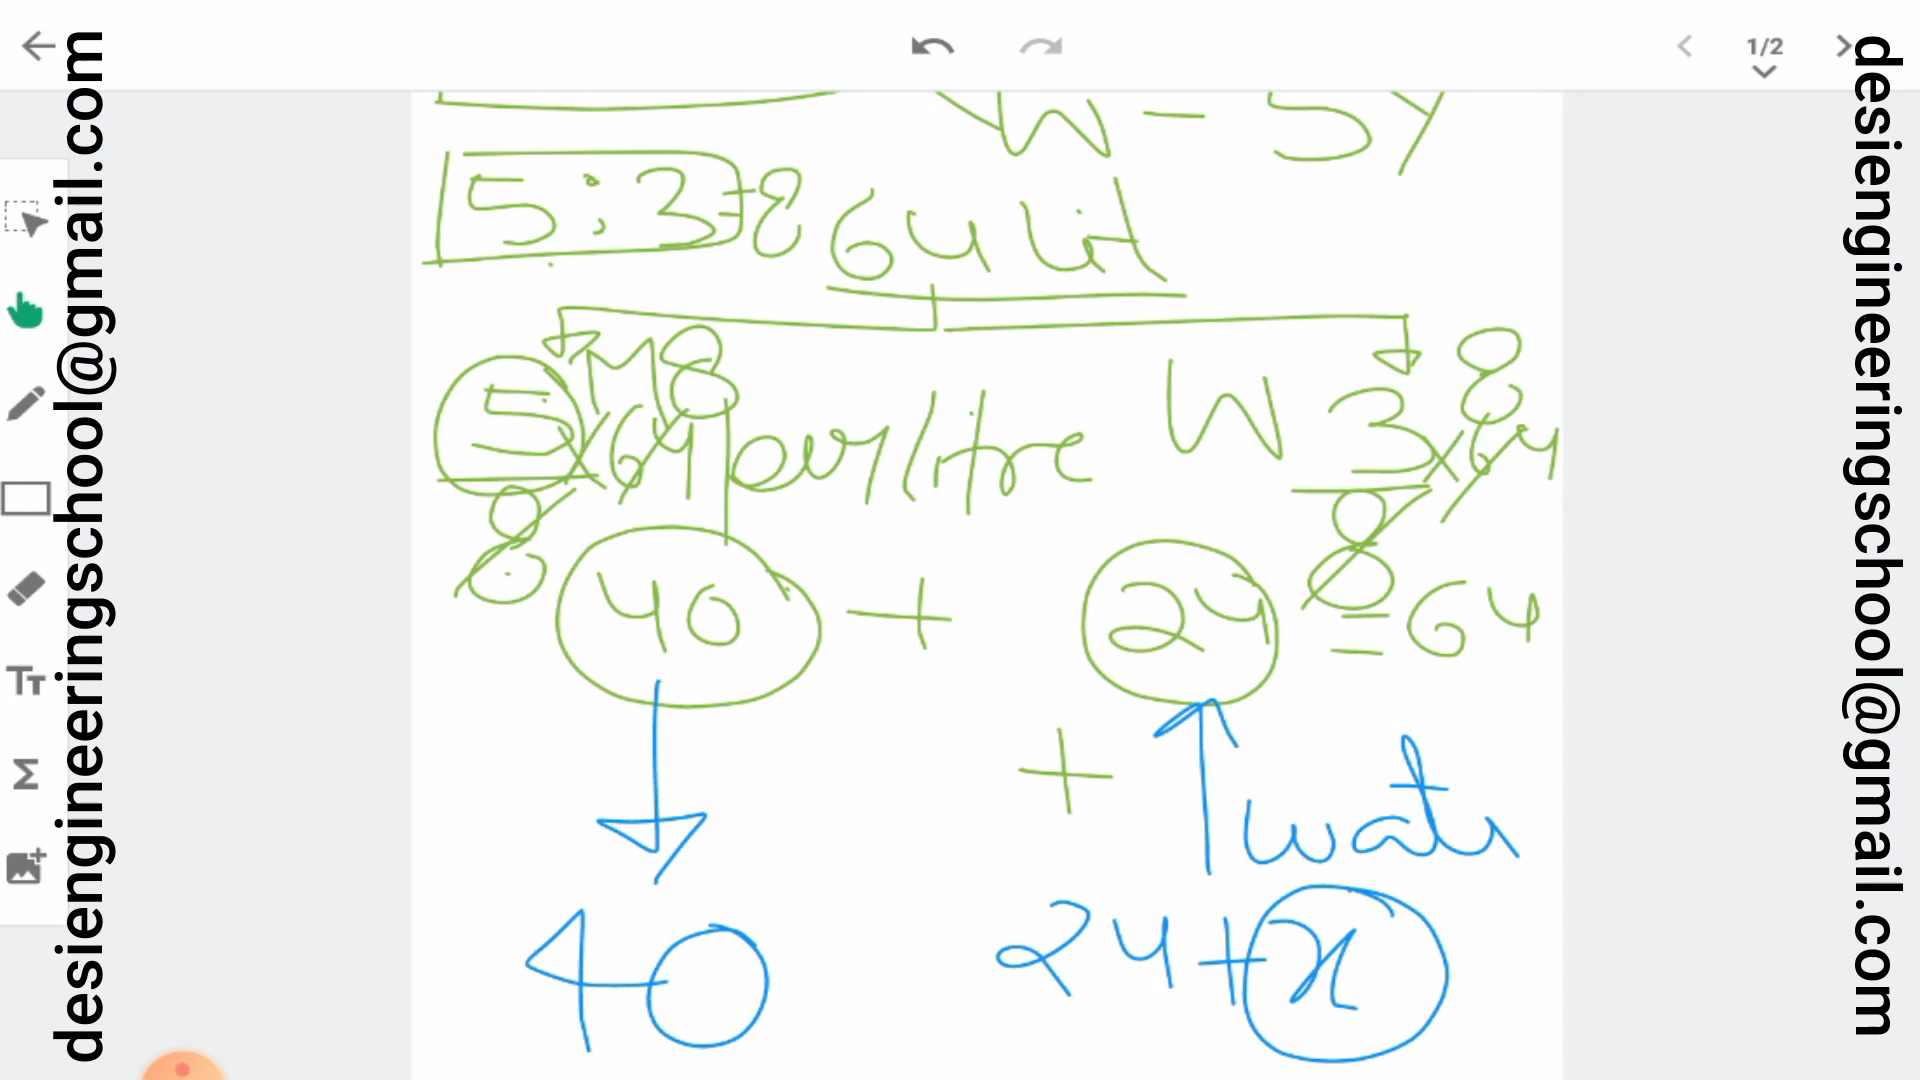 1/2
W - 5y
5:3=8 64 Lit
M 8 W 8
5×64 per/litre 3×64
8 8
40 + 24 = 64
+
Watr
40 24+x
desiengineeringschool@gmail.com
desiengineeringschool@gmail.com